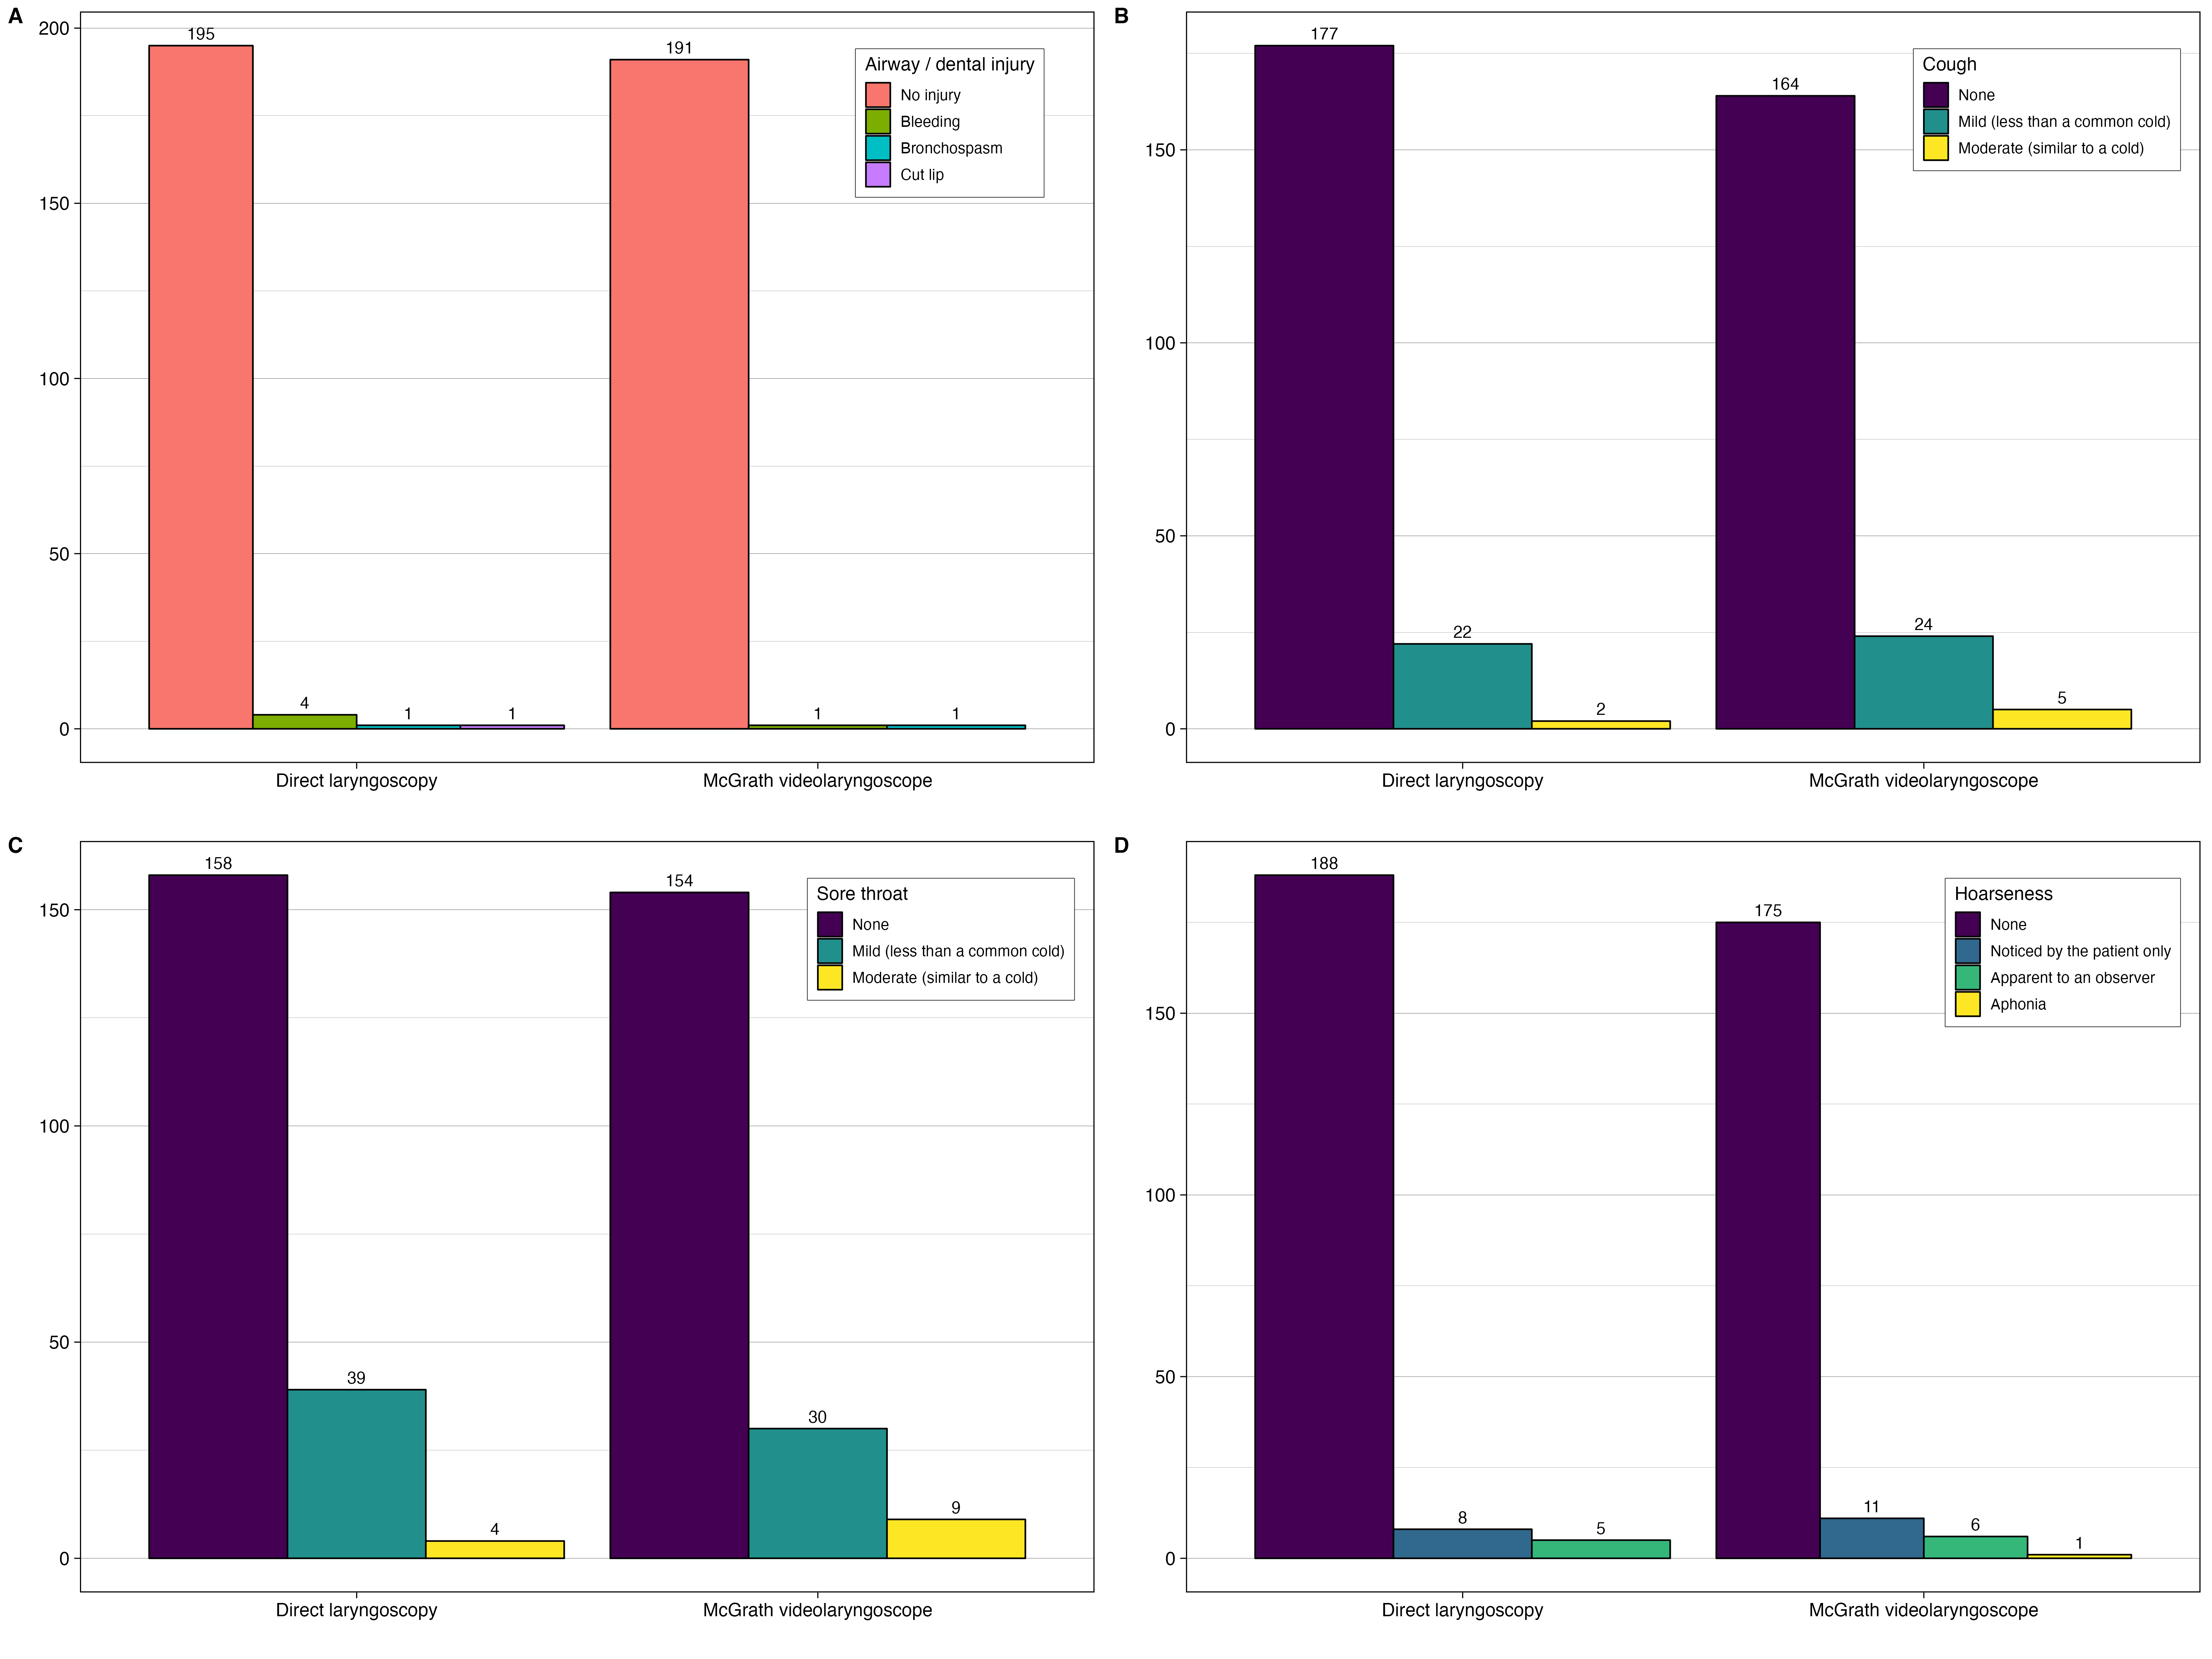 A
200
150
100
50
0
195
4
1
1
191
1
1
Airway / dental injury
No injury
Bleeding
Bronchospasm
Cut lip
Direct laryngoscopy
McGrath videolaryngoscope
B
150
100
50
0
177
22
2
164
24
5
Cough
None
Mild (less than a common cold)
Moderate (similar to a cold)
Direct laryngoscopy
McGrath videolaryngoscope
C
150
100
50
0
158
39
4
154
30
9
Sore throat
None
Mild (less than a common cold)
Moderate (similar to a cold)
Direct laryngoscopy
McGrath videolaryngoscope
D
150
100
50
0
188
8
5
175
11
6
1
Hoarseness
None
Noticed by the patient only
Apparent to an observer
Aphonia
Direct laryngoscopy
McGrath videolaryngoscope